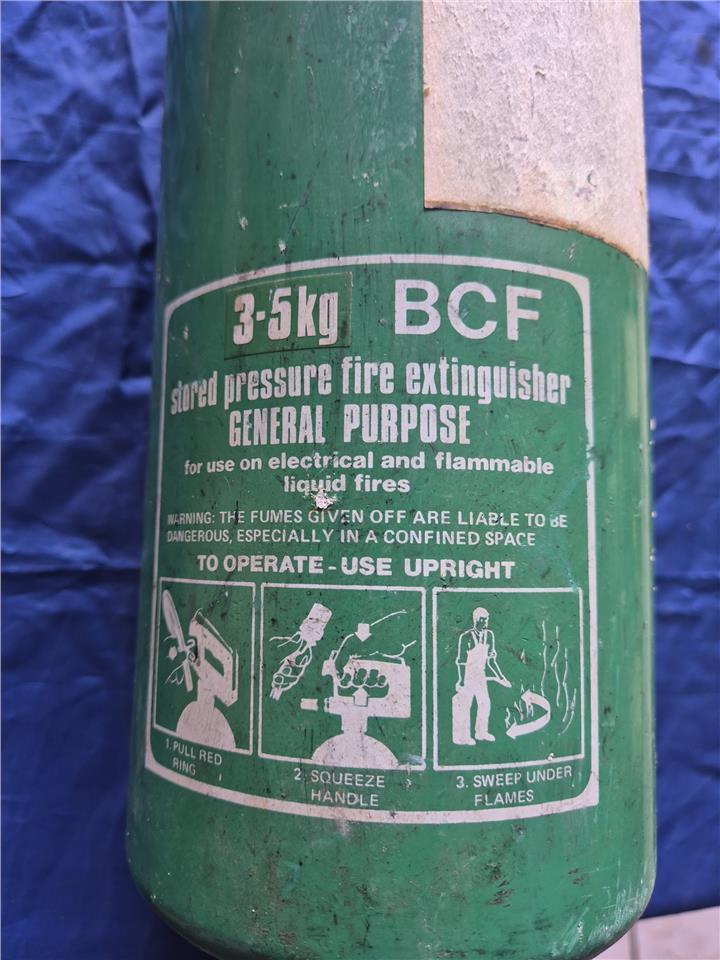 3-5kg BCF
stored pressure fire extinguisher
GENERAL PURPOSE
for use on electrical and flammable
liquid fires
WARNING: THE FUMES GIVEN OFF ARE LIABLE TO BE
DANGEROUS, ESPECIALLY IN A CONFINED SPACE
TO OPERATE - USE UPRIGHT
1. PULL RED
RING
2. SQUEEZE
HANDLE
3. SWEEP UNDER
FLAMES